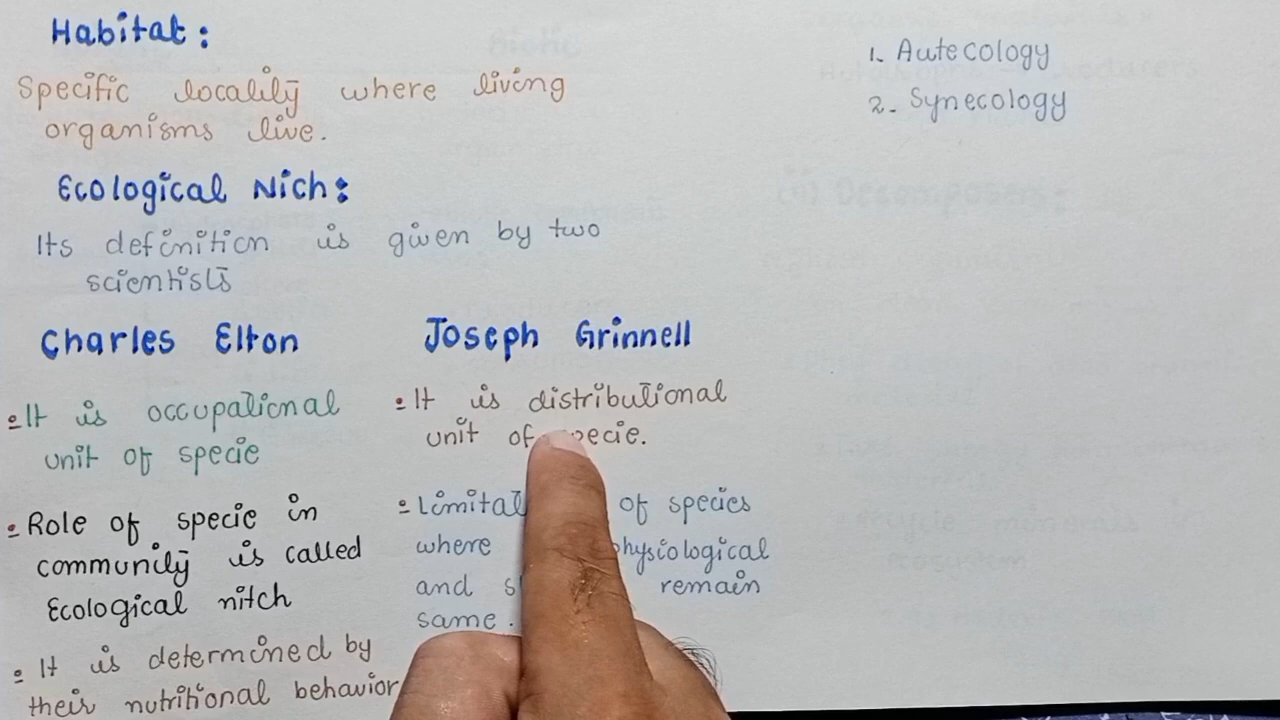 Habitat:
Specific locality where living
organisms live.
Ecological Nich:
Its definition is given by two
scientists
Charles Elton
• It is occupational
unit of specie
• Role of specie in
community is called
Ecological nitch
• It is determined by
their nutritional behavior
Joseph Grinnell
• It is distributional
unit of specie.
• of species
where physiological
and remain
same.
1. Autecology
2. Synecology